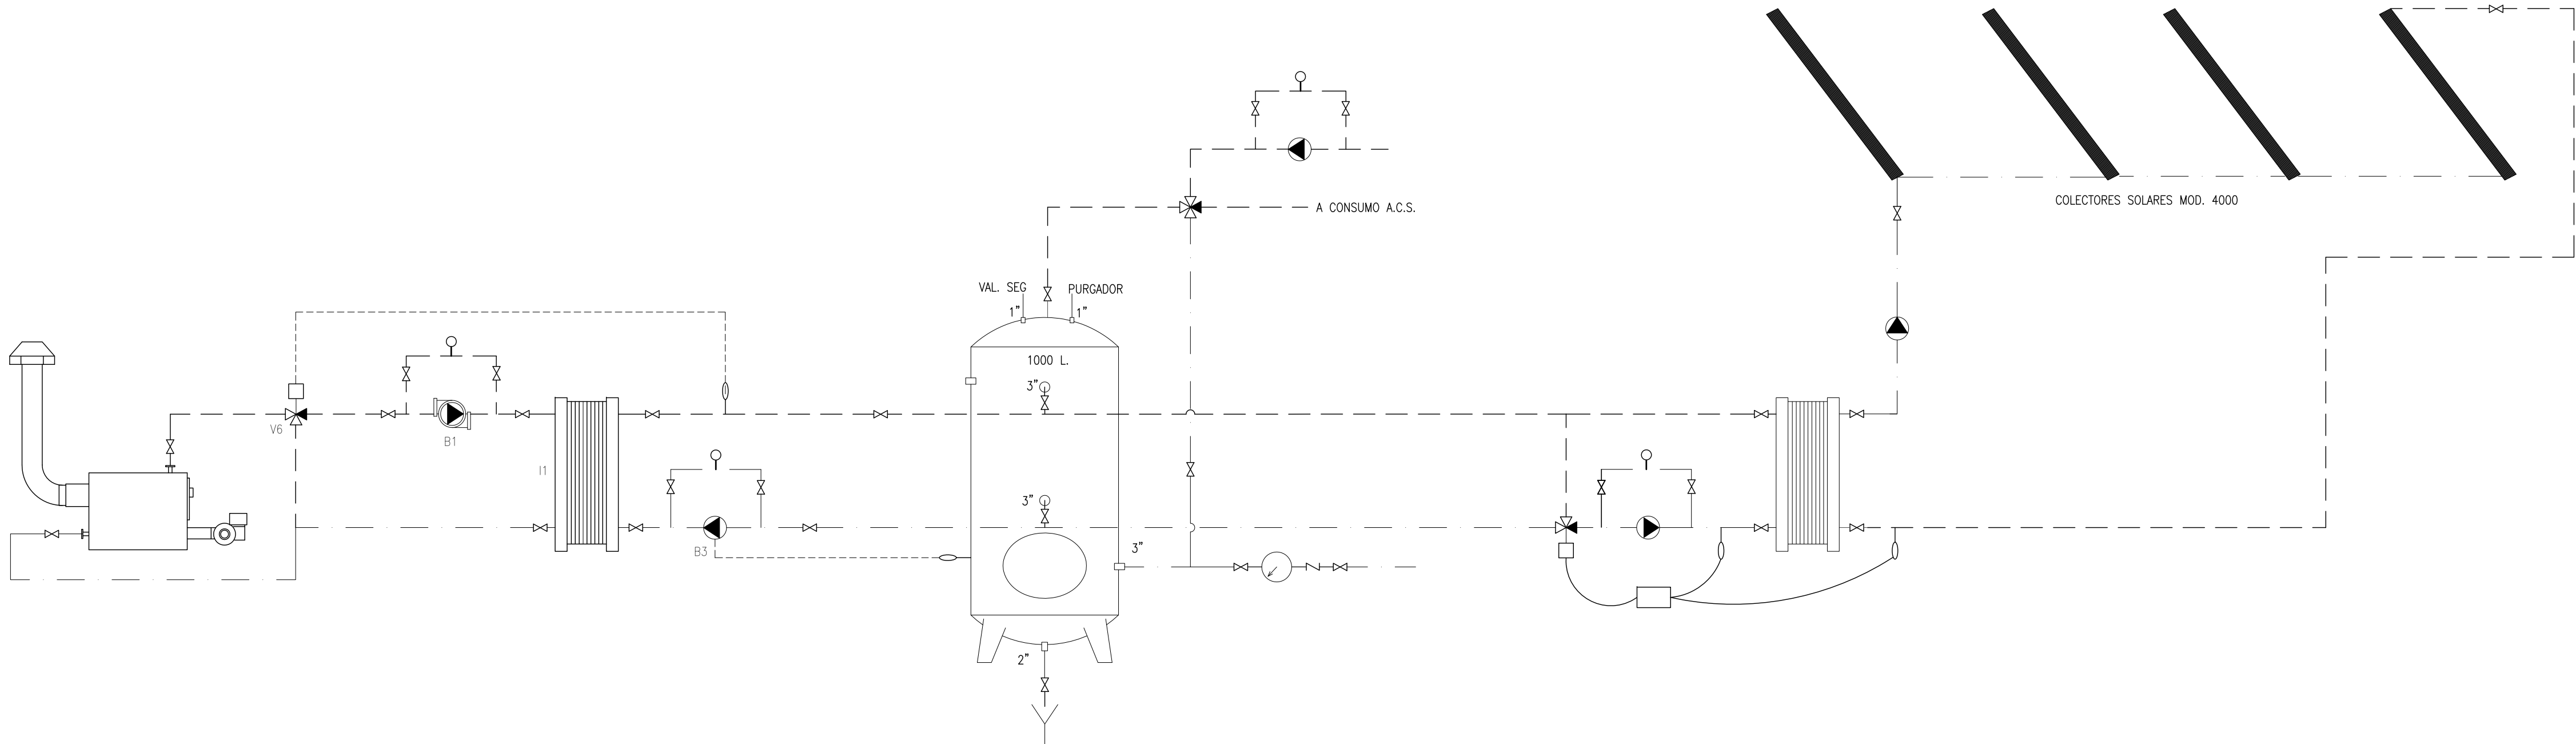 COLECTORES SOLARES MOD. 4000
A CONSUMO A.C.S.
VAL. SEG
PURGADOR
1"
1"
1000 L.
3"
V6
B1
I1
3"
B3
3"
2"